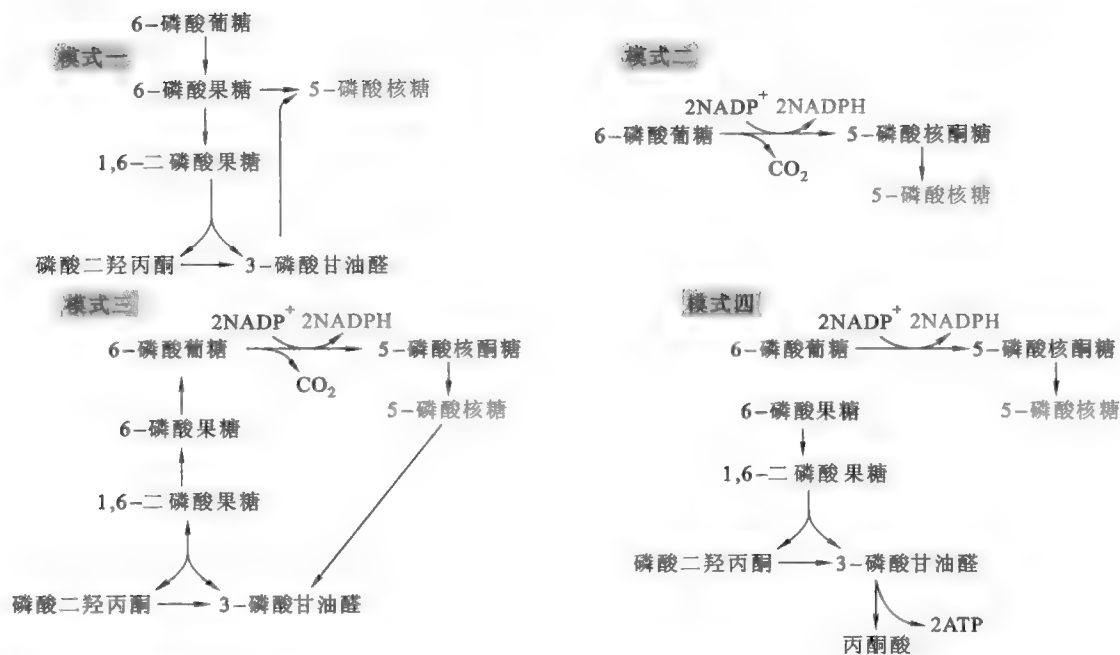 6-磷酸葡糖
模式一
6-磷酸果糖
5-磷酸核糖
1,6-二磷酸果糖
磷酸二羟丙酮
3-磷酸甘油醛
模式二
2NADP+
2NADPH
6-磷酸葡糖
5-磷酸核酮糖
CO2
5-磷酸核糖
模式三
2NADP+
2NADPH
6-磷酸葡糖
5-磷酸核酮糖
CO2
5-磷酸核糖
6-磷酸果糖
1,6-二磷酸果糖
磷酸二羟丙酮
3-磷酸甘油醛
模式四
2NADP+
2NADPH
6-磷酸葡糖
5-磷酸核酮糖
6-磷酸果糖
5-磷酸核糖
1,6-二磷酸果糖
磷酸二羟丙酮
3-磷酸甘油醛
2ATP
丙酮酸